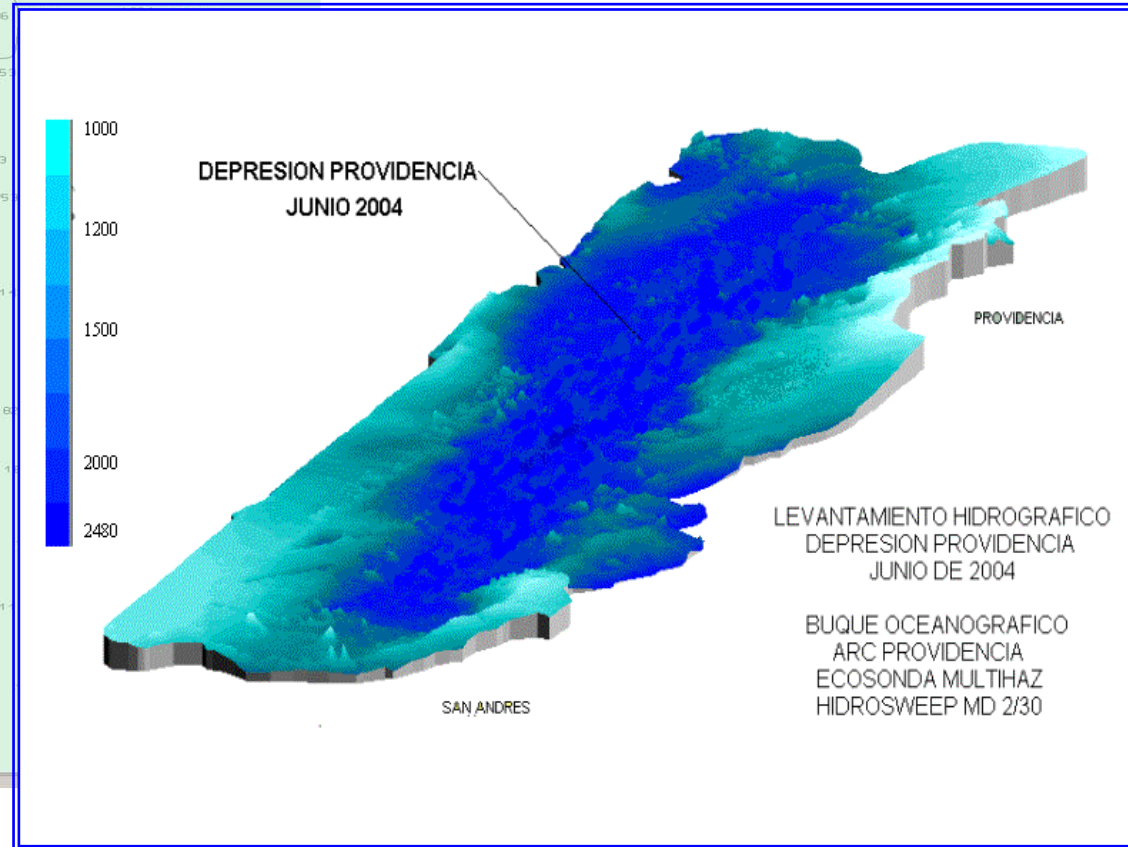 1000
1200
1500
2000
2480
DEPRESION PROVIDENCIA
JUNIO 2004
PROVIDENCIA
SAN ANDRES
LEVANTAMIENTO HIDROGRAFICO
DEPRESION PROVIDENCIA
JUNIO DE 2004
BUQUE OCEANOGRAFICO
ARC PROVIDENCIA
ECOSONDA MULTIHAZ
HIDROSWEEP MD 2/30